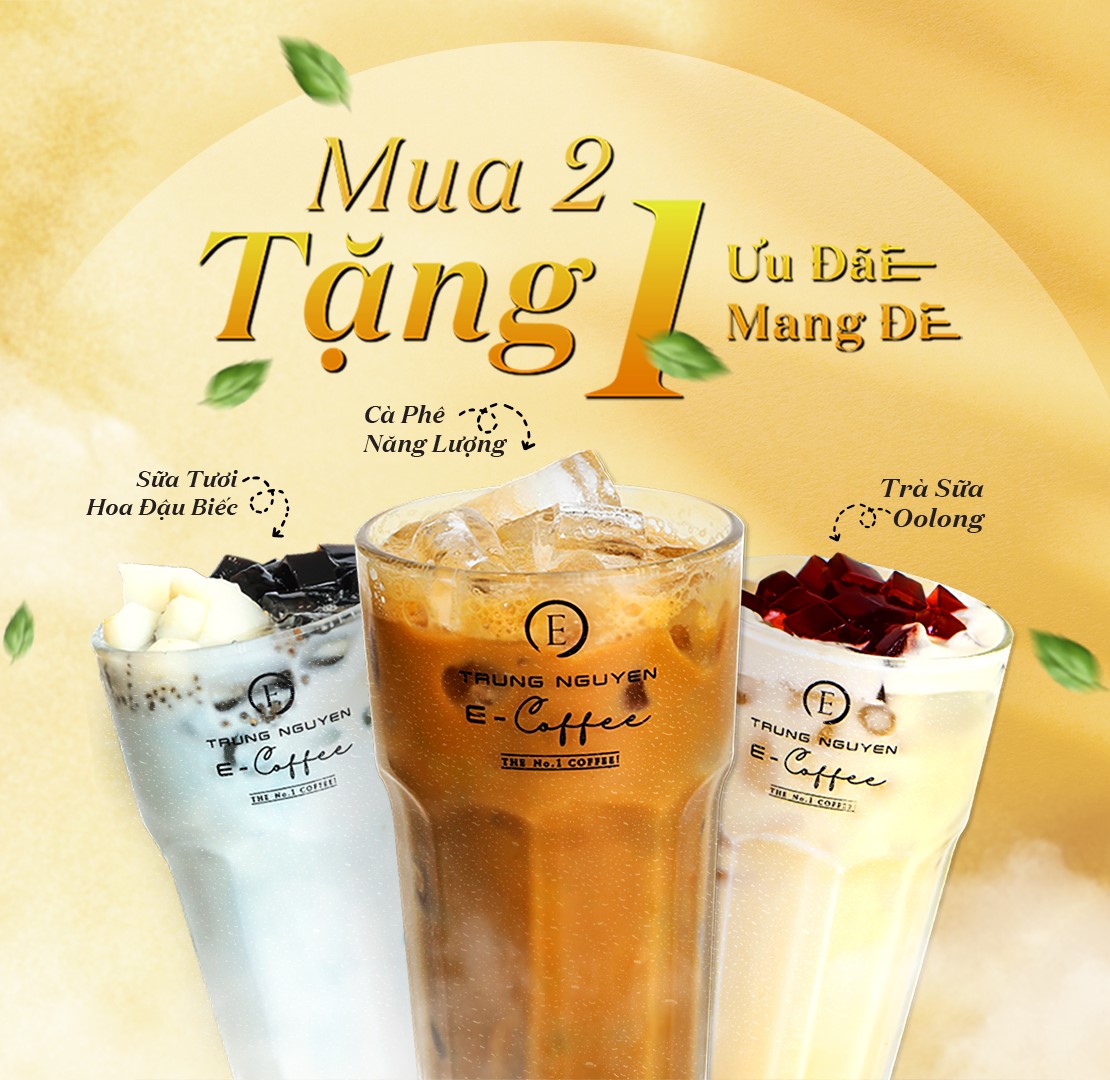 Mua 2
Tặng 1
Ưu Đãi
Mang Đi
Cà Phê
Năng Lượng
Sữa Tươi
Hoa Đậu Biếc
Trà Sữa
Oolong
E
TRUNG NGUYEN
E-Coffee
THE No.1 COFFEE!
E
TRUNG NGUYEN
E-Coffee
THE No.1 COFFEE!
E
TRUNG NGUYEN
E-Coffee
THE No.1 COFFEE!